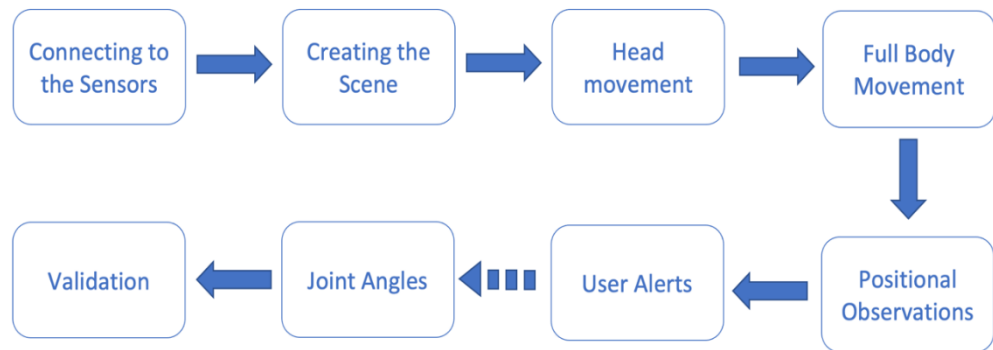 Connecting to
the Sensors
Creating the
Scene
Head
movement
Full Body
Movement
Positional
Observations
User Alerts
Joint Angles
Validation